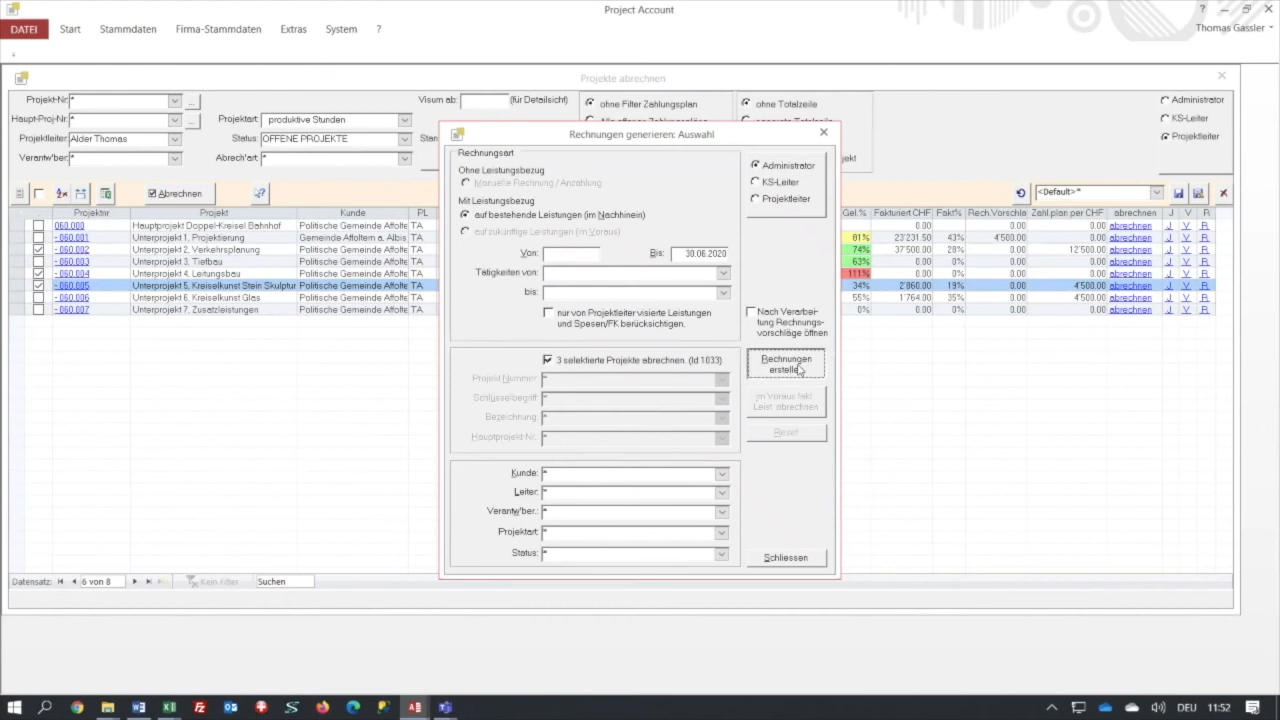 Project Account
?
DATEI Start Stammdaten Firma-Stammdaten Extras System ?
Thomas Gassler
Projekte abrechnen
Projekt-Nr: *
...
Visum ab: (für Detailsicht)
ohne Filter Zahlungsplan
ohne Totalzeile
Administrator
Haupt-Proj-Nr: *
...
Projektart: produktive Stunden
KS-Leiter
Projektleiter: Alder Thomas
Status: OFFENE PROJEKTE
Projektleiter
Verantw'ber.: *
Abrech'art: *
Abrechnen
<Default>*
Projektnr Projekt Kunde PL Gel.% Fakturiert CHF Fakt% Rech.Vorschla Zahl.plan per CHF abrechnen J V R
060.000 Hauptprojekt Doppel-Kreisel Bahnhof Politische Gemeinde Affolte TA 0.00 0.00 0.00 abrechnen J V R
- 060.001 Unterprojekt 1, Projektierung Gemeinde Affoltern a. Albis TA 81% 23'231.50 43% 4'500.00 0.00 abrechnen J V R
- 060.002 Unterprojekt 2, Verkehrsplanung Politische Gemeinde Affolte TA 74% 37'500.00 28% 0.00 12'500.00 abrechnen J V R
- 060.003 Unterprojekt 3, Tiefbau Politische Gemeinde Affolte TA 63% 0.00 0% 0.00 0.00 abrechnen J V R
- 060.004 Unterprojekt 4, Leitungsbau Politische Gemeinde Affolte TA 111% 0.00 0% 0.00 0.00 abrechnen J V R
- 060.005 Unterprojekt 5, Kreiselkunst Stein Skulptur Politische Gemeinde Affolte TA 34% 2'860.00 19% 0.00 4'500.00 abrechnen J V R
- 060.006 Unterprojekt 6, Kreiselkunst Glas Politische Gemeinde Affolte TA 55% 1'764.00 35% 0.00 4'500.00 abrechnen J V R
- 060.007 Unterprojekt 7, Zusatzleistungen Politische Gemeinde Affolte TA 0% 0.00 0% 0.00 0.00 abrechnen J V R
Rechnungen generieren: Auswahl
Rechnungsart
Ohne Leistungsbezug
Manuelle Rechnung / Anzahlung
Mit Leistungsbezug
auf bestehende Leistungen (im Nachhinein)
auf zukünftige Leistungen (im Voraus)
Von: Bis: 30.06.2020
Tätigkeiten von:
bis:
nur von Projektleiter visierte Leistungen
und Spesen/FK berücksichtigen.
Administrator
KS-Leiter
Projektleiter
Nach Verarbei-
tung Rechnungs-
vorschläge öffnen
3 selektierte Projekte abrechnen. (Id 1033)
Projekt Nummer: *
Schlüsselbegriff: *
Bezeichnung: *
Hauptprojekt-Nr.: *
Rechnungen
erstellen
Im Voraus fakt.
Leist. abrechnen
Reset
Kunde: *
Leiter: *
Verantw'ber.: *
Projektart: *
Status: *
Schliessen
Datensatz: 6 von 8 Kein Filter Suchen
DEU 11:52